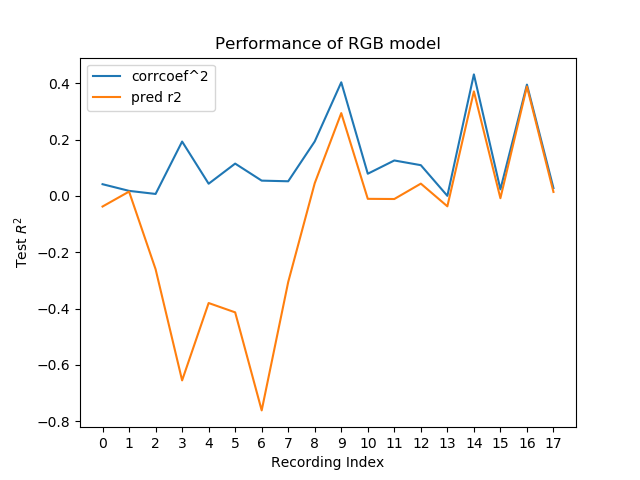 Performance of RGB model
corrcoef^2
pred r2
Test R²
0.4
0.2
0.0
−0.2
−0.4
−0.6
−0.8
0 1 2 3 4 5 6 7 8 9 10 11 12 13 14 15 16 17
Recording Index